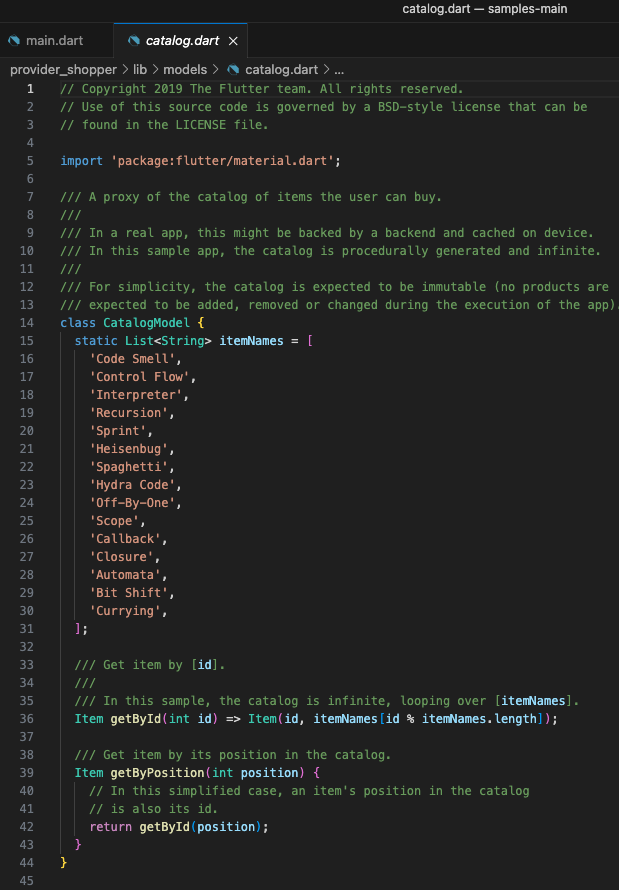 catalog.dart — samples-main
main.dart
catalog.dart ×
provider_shopper > lib > models > catalog.dart > ...
1 // Copyright 2019 The Flutter team. All rights reserved.
2 // Use of this source code is governed by a BSD-style license that can be
3 // found in the LICENSE file.
4
5 import 'package:flutter/material.dart';
6
7 /// A proxy of the catalog of items the user can buy.
8 ///
9 /// In a real app, this might be backed by a backend and cached on device.
10 /// In this sample app, the catalog is procedurally generated and infinite.
11 ///
12 /// For simplicity, the catalog is expected to be immutable (no products are
13 /// expected to be added, removed or changed during the execution of the app).
14 class CatalogModel {
15   static List<String> itemNames = [
16     'Code Smell',
17     'Control Flow',
18     'Interpreter',
19     'Recursion',
20     'Sprint',
21     'Heisenbug',
22     'Spaghetti',
23     'Hydra Code',
24     'Off-By-One',
25     'Scope',
26     'Callback',
27     'Closure',
28     'Automata',
29     'Bit Shift',
30     'Currying',
31   ];
32
33   /// Get item by [id].
34   ///
35   /// In this sample, the catalog is infinite, looping over [itemNames].
36   Item getById(int id) => Item(id, itemNames[id % itemNames.length]);
37
38   /// Get item by its position in the catalog.
39   Item getByPosition(int position) {
40     // In this simplified case, an item's position in the catalog
41     // is also its id.
42     return getById(position);
43   }
44 }
45